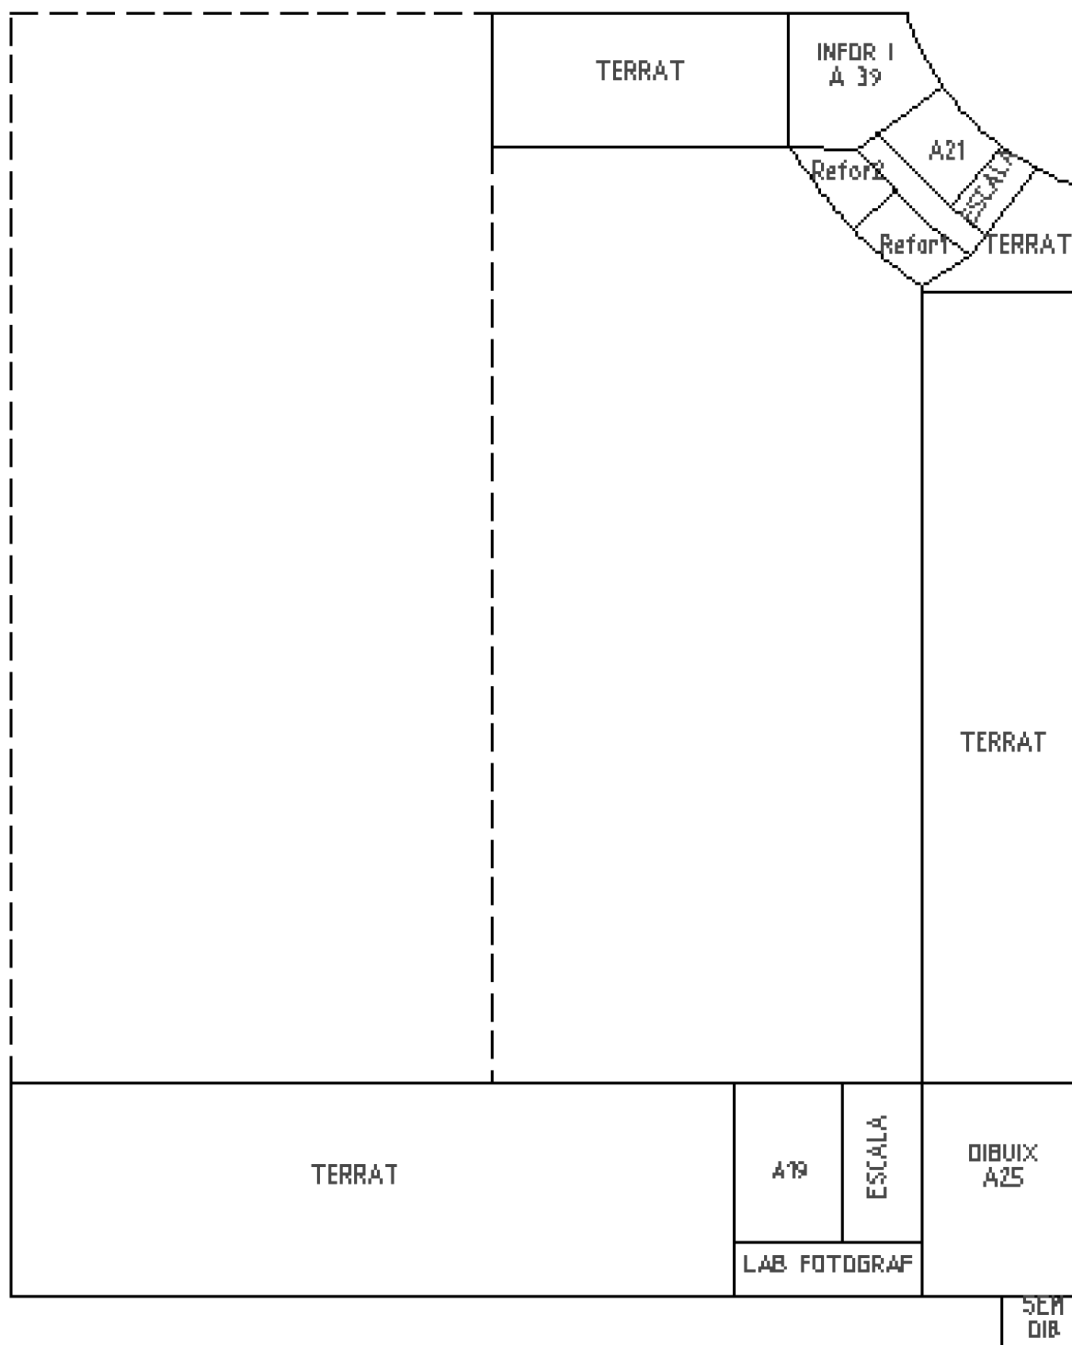 TERRAT
INFOR I
A 39
A21
ESCALA
Refor2
Refor1
TERRAT
TERRAT
TERRAT
A19
ESCALA
DIBUIX
A25
LAB FOTOGRAF
SEM
DIB